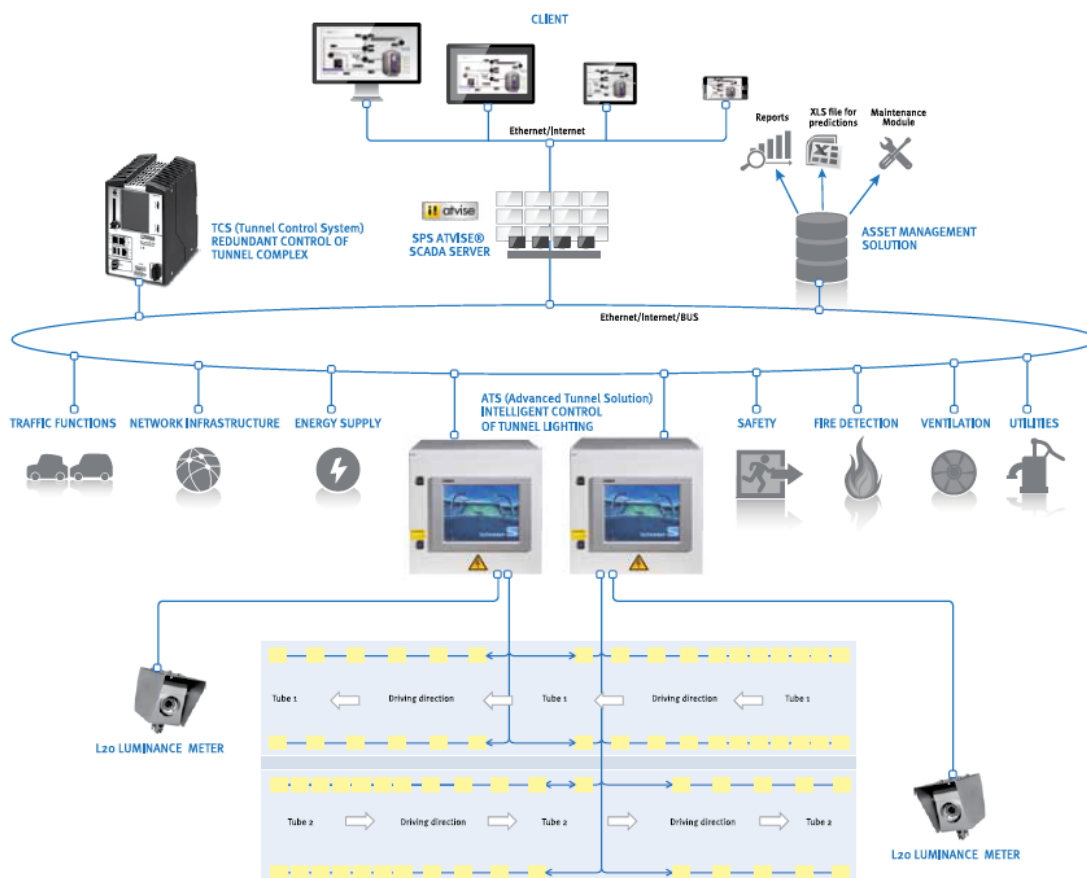 CLIENT
Ethernet/Internet
Reports
XLS file for
predictions
Maintenance
Module
TCS (Tunnel Control System)
REDUNDANT CONTROL OF
TUNNEL COMPLEX
atvise
SPS ATVISE®
SCADA SERVER
ASSET MANAGEMENT
SOLUTION
Ethernet/Internet/BUS
TRAFFIC FUNCTIONS
NETWORK INFRASTRUCTURE
ENERGY SUPPLY
ATS (Advanced Tunnel Solution)
INTELLIGENT CONTROL
OF TUNNEL LIGHTING
SAFETY
FIRE DETECTION
VENTILATION
UTILITIES
L20 LUMINANCE METER
Tube 1
Driving direction
Tube 1
Driving direction
Tube 1
Tube 2
Driving direction
Tube 2
Driving direction
Tube 2
L20 LUMINANCE METER